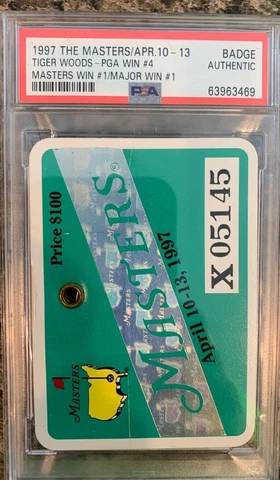 1997 THE MASTERS/APR.10-13
TIGER WOODS-PGA WIN #4
MASTERS WIN #1/MAJOR WIN #1
BADGE
AUTHENTIC
PSA
63963469
Price $100
MASTERS
April 10-13, 1997
X 05145
MASTERS